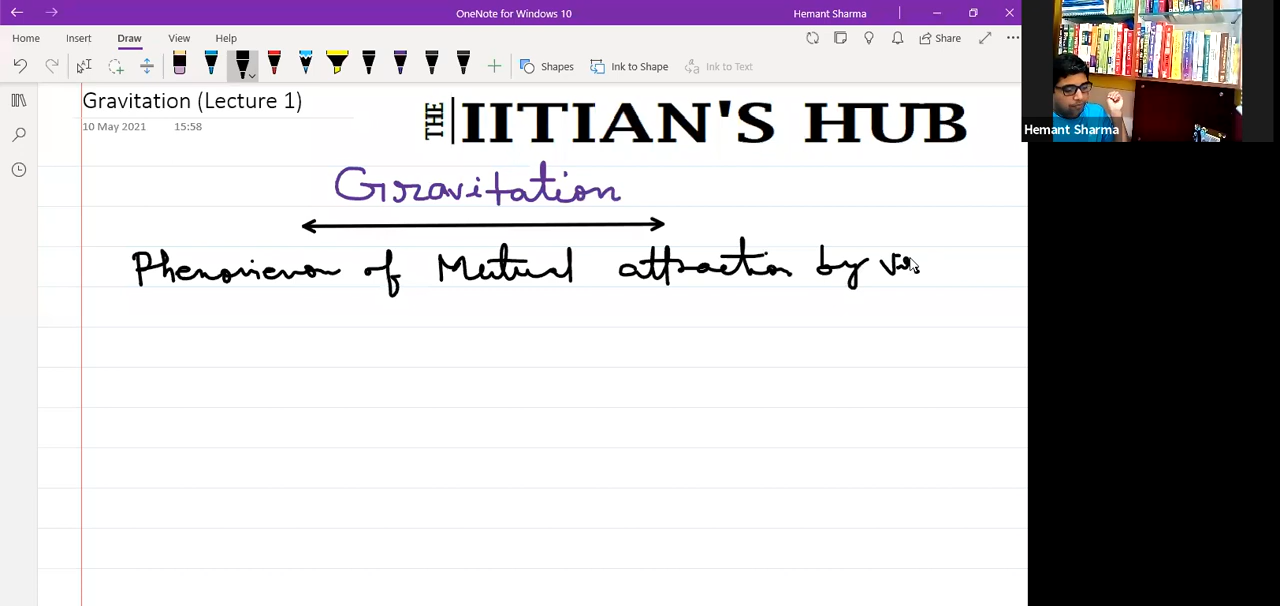 OneNote for Windows 10
Hemant Sharma
Home Insert Draw View Help
Share
Shapes Ink to Shape Ink to Text
Gravitation (Lecture 1)
10 May 2021 15:58
THE IITIAN'S HUB
Gravitation
Phenomenon of Mutual attraction by
Hemant Sharma